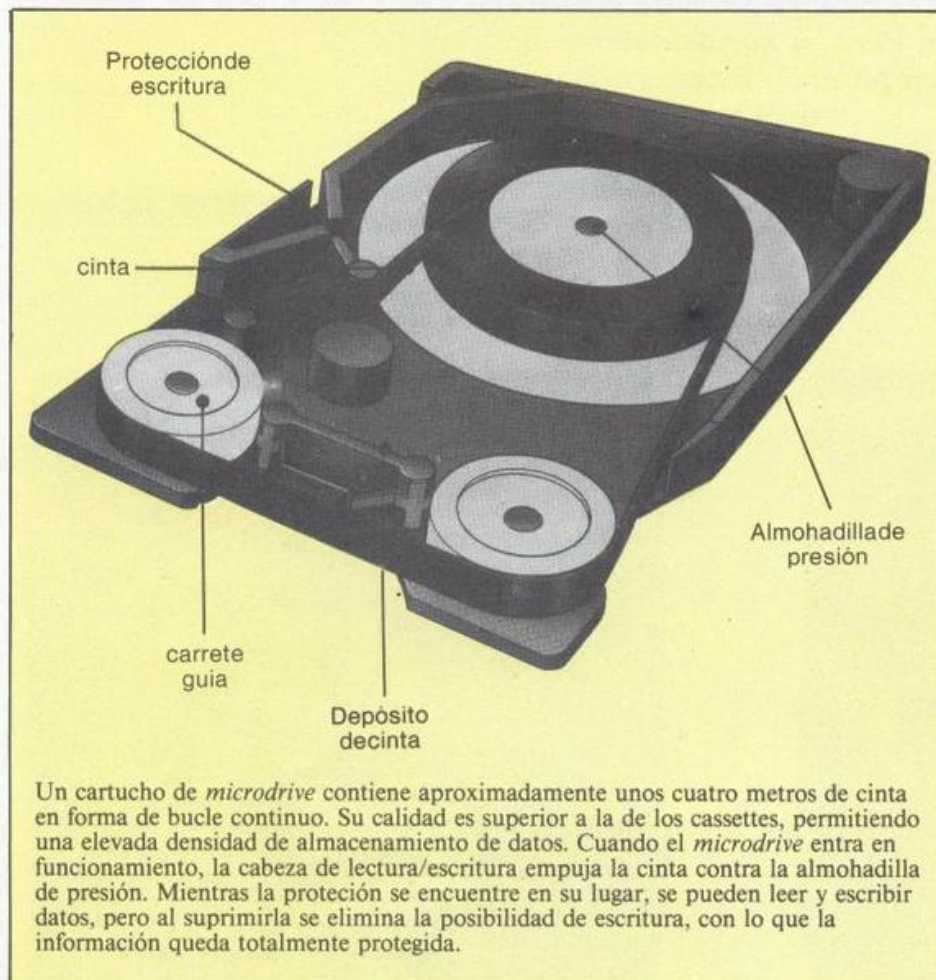 Protecciónde
escritura
cinta
Almohadillade
presión
carrete
guia
Depósito
decinta
Un cartucho de microdrive contiene aproximadamente unos cuatro metros de cinta
en forma de bucle continuo. Su calidad es superior a la de los cassettes, permitiendo
una elevada densidad de almacenamiento de datos. Cuando el microdrive entra en
funcionamiento, la cabeza de lectura/escritura empuja la cinta contra la almohadilla
de presión. Mientras la proteción se encuentre en su lugar, se pueden leer y escribir
datos, pero al suprimirla se elimina la posibilidad de escritura, con lo que la
información queda totalmente protegida.